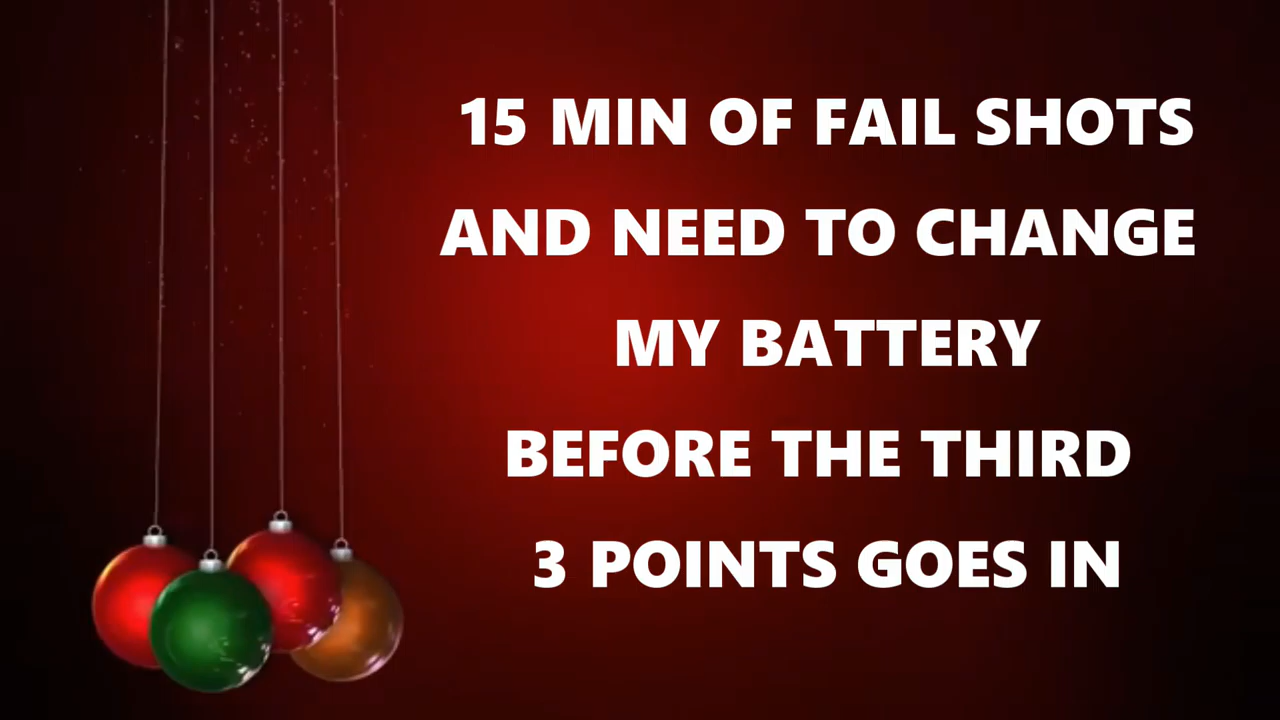 15 MIN OF FAIL SHOTS
AND NEED TO CHANGE
MY BATTERY
BEFORE THE THIRD
3 POINTS GOES IN